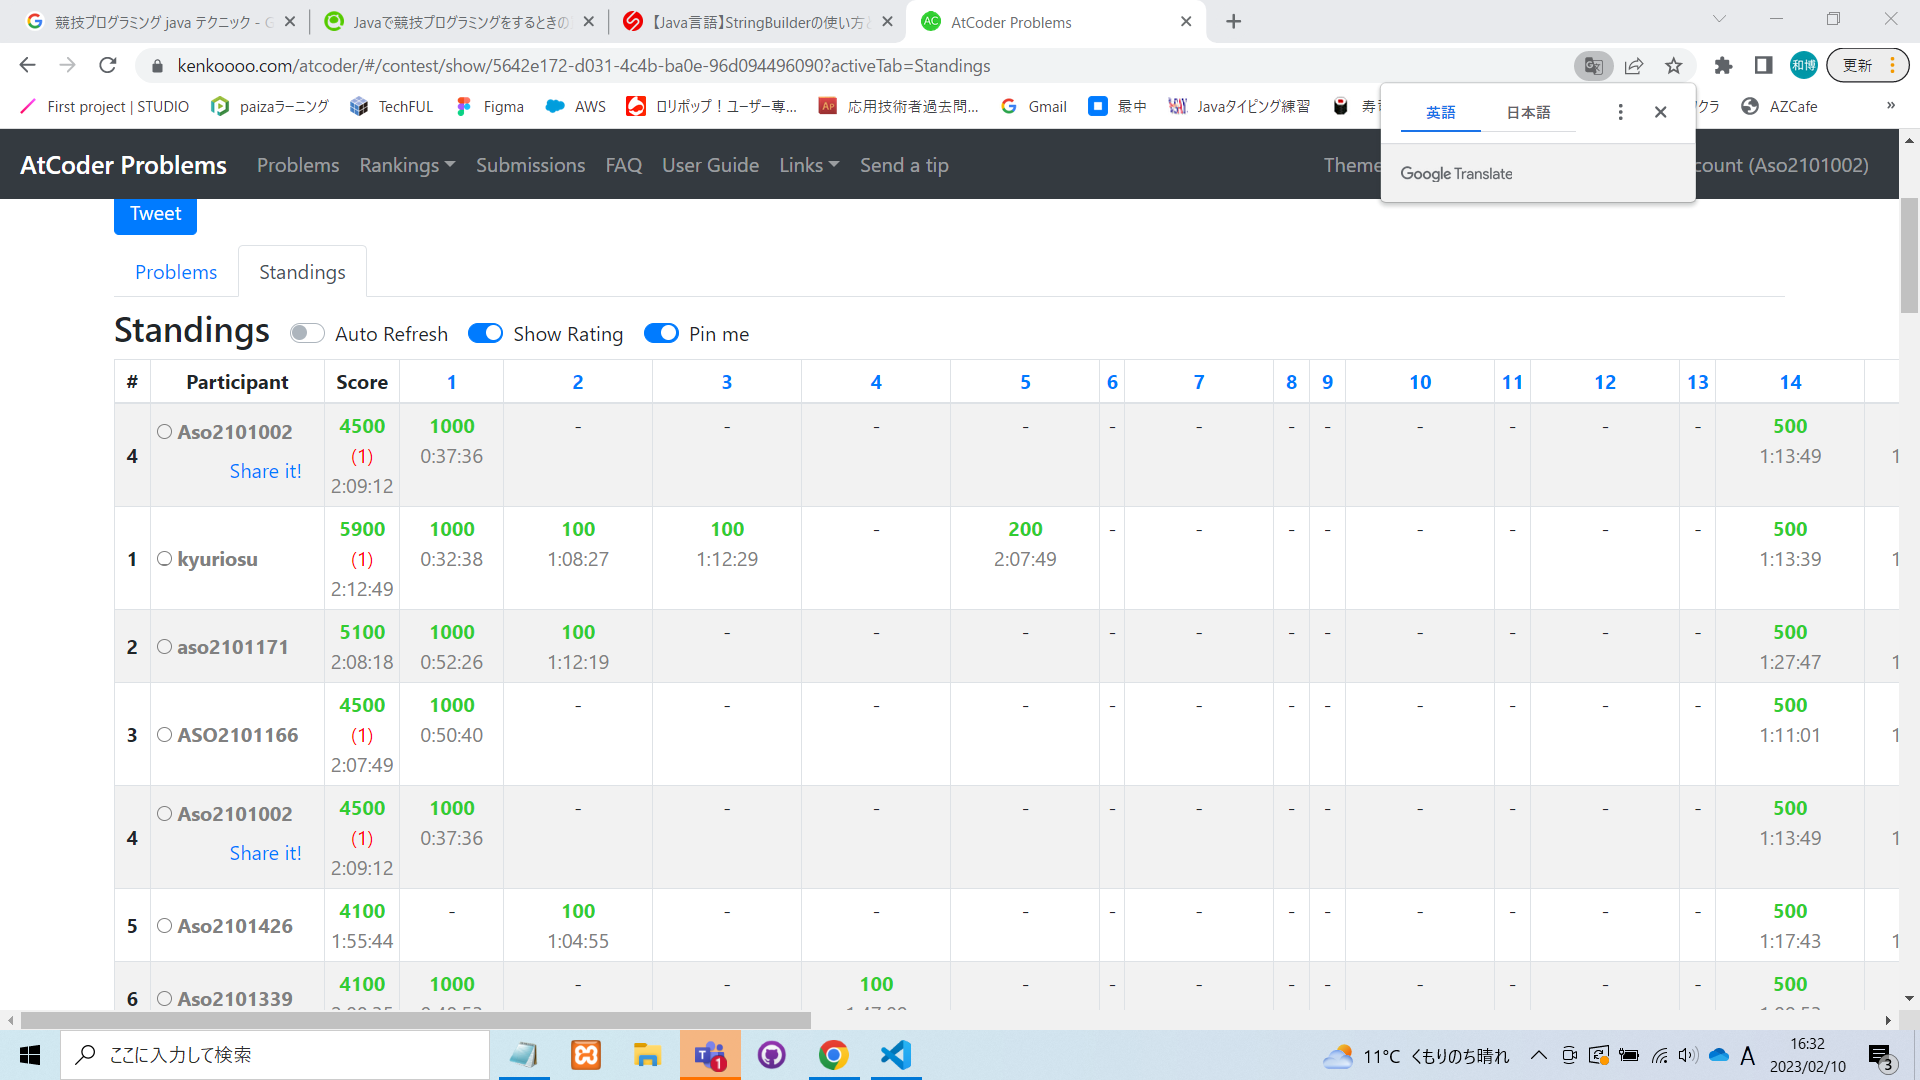 競技プログラミング java テクニック - G
Javaで競技プログラミングをするときの
【Java言語】StringBuilderの使い方と
AtCoder Problems
kenkoooo.com/atcoder/#/contest/show/5642e172-d031-4c4b-ba0e-96d094496090?activeTab=Standings
和博
更新
First project | STUDIO
paizaラーニング
TechFUL
Figma
AWS
ロリポップ！ユーザー専...
応用技術者過去問...
Gmail
最中
Javaタイピング練習
寿
クラ
AZCafe
»
英語 日本語
Google Translate
AtCoder Problems Problems Rankings Submissions FAQ User Guide Links Send a tip Theme count (Aso2101002)
Tweet
Problems Standings
Standings Auto Refresh Show Rating Pin me
# Participant Score 1 2 3 4 5 6 7 8 9 10 11 12 13 14
4 Aso2101002 4500 1000 - - - - - - - - - - - - 500
(1) 0:37:36 1:13:49 1
Share it!
2:09:12
5900 1000 100 100 - 200 - - - - - - - - 500
1 kyuriosu (1) 0:32:38 1:08:27 1:12:29 2:07:49 1:13:39 1
2:12:49
2 aso2101171 5100 1000 100 - - - - - - - - - - - 500
2:08:18 0:52:26 1:12:19 1:27:47 1
4500 1000 - - - - - - - - - - - - 500
3 ASO2101166 (1) 0:50:40 1:11:01 1
2:07:49
4 Aso2101002 4500 1000 - - - - - - - - - - - - 500
(1) 0:37:36 1:13:49 1
Share it!
2:09:12
5 Aso2101426 4100 - 100 - - - - - - - - - - - 500
1:55:44 1:04:55 1:17:43 1
6 Aso2101339 4100 1000 - - 100 - - - - - - - - - 500
ここに入力して検索
1
11°C くもりのち晴れ
A
16:32
2023/02/10
3